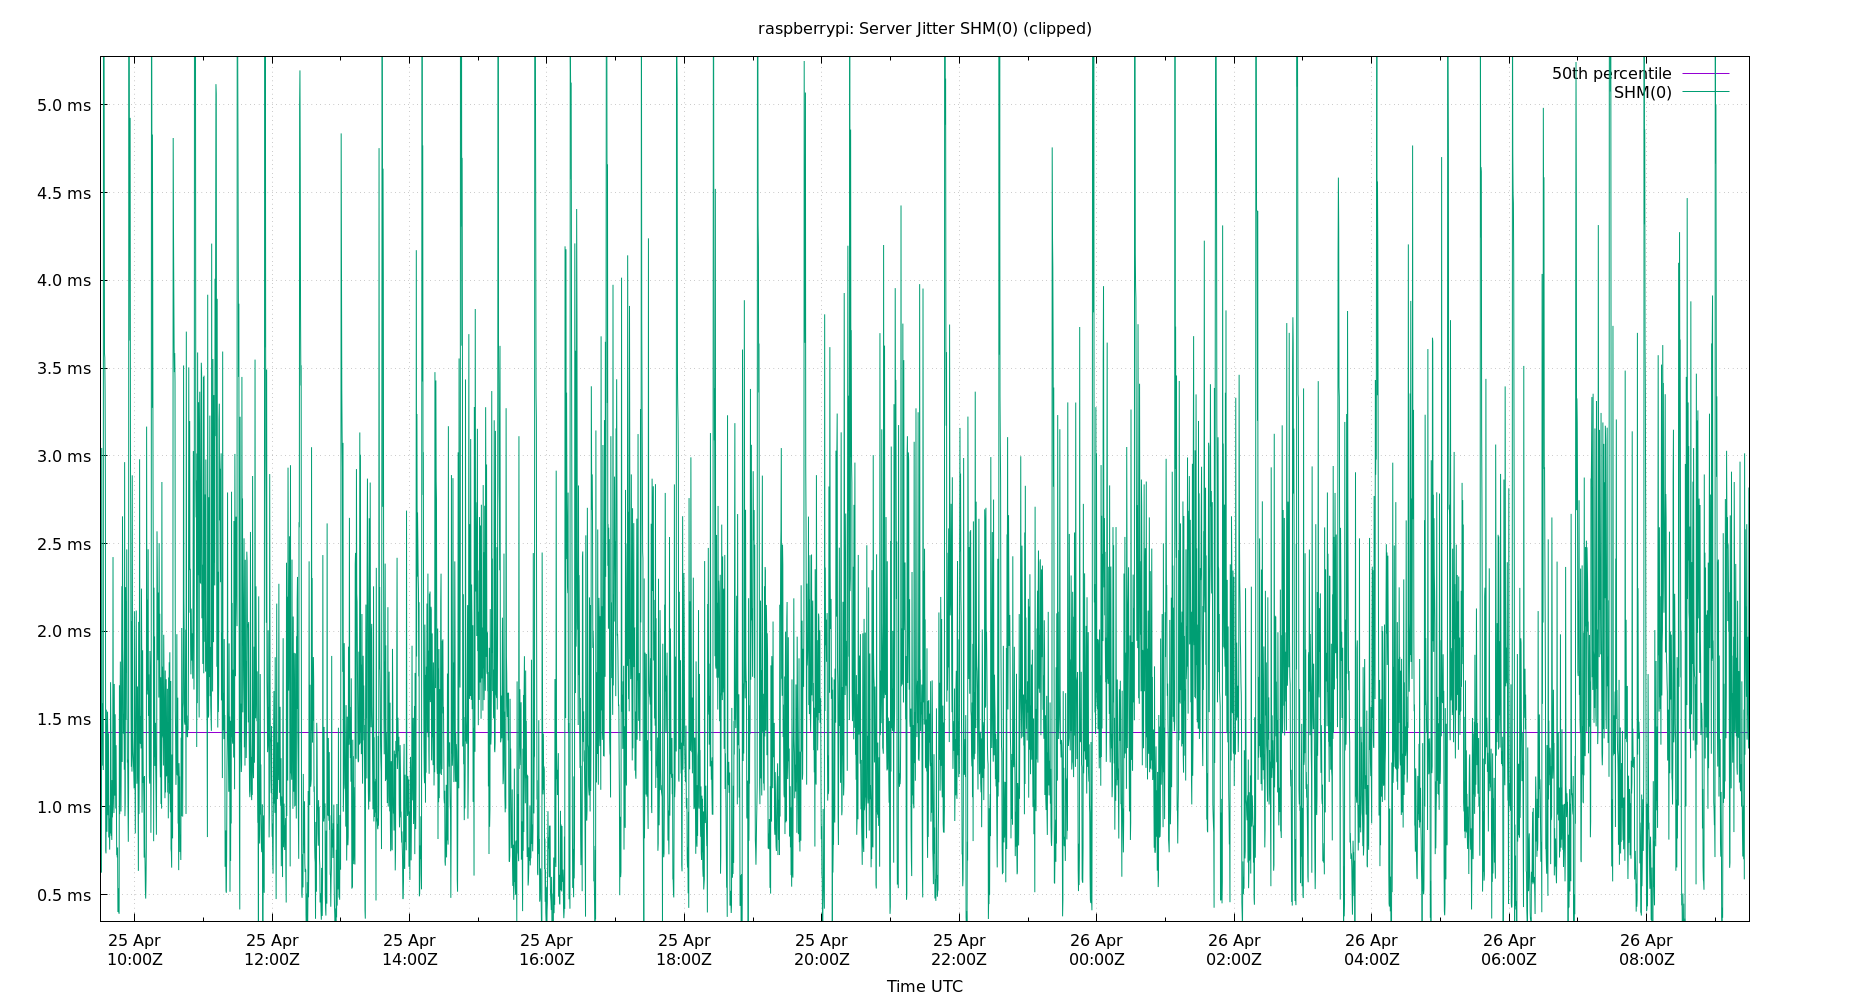 raspberrypi: Server Jitter SHM(0) (clipped)
50th percentile
SHM(0)
5.0 ms
4.5 ms
4.0 ms
3.5 ms
3.0 ms
2.5 ms
2.0 ms
1.5 ms
1.0 ms
0.5 ms
25 Apr 25 Apr 25 Apr 25 Apr 25 Apr 25 Apr 25 Apr 26 Apr 26 Apr 26 Apr 26 Apr 26 Apr
10:00Z 12:00Z 14:00Z 16:00Z 18:00Z 20:00Z 22:00Z 00:00Z 02:00Z 04:00Z 06:00Z 08:00Z
Time UTC